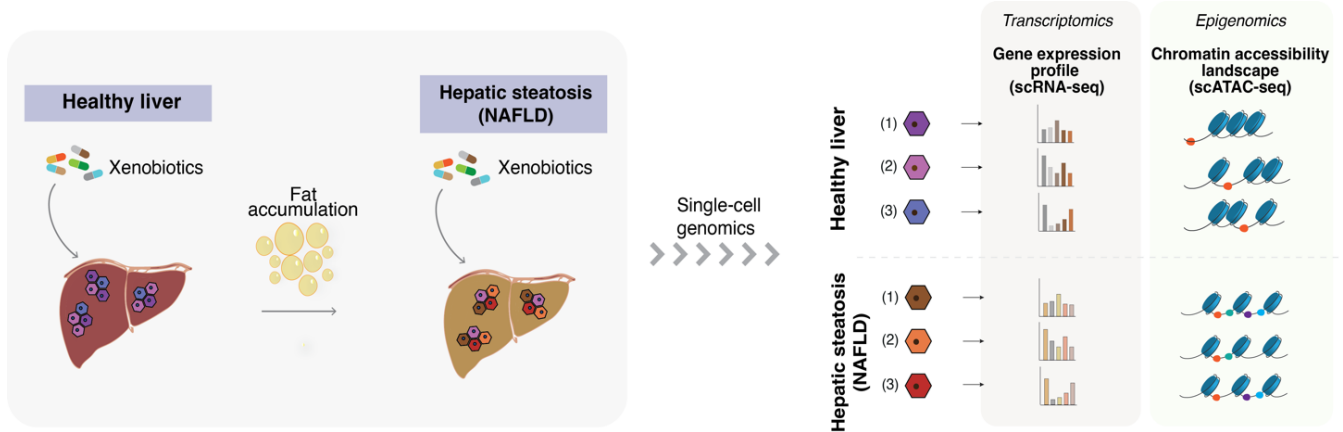 Healthy liver
Xenobiotics
Fat
accumulation
Hepatic steatosis
(NAFLD)
Xenobiotics
Single-cell
genomics
Transcriptomics
Gene expression
profile
(scRNA-seq)
Epigenomics
Chromatin accessibility
landscape
(scATAC-seq)
Healthy liver
(1)
(2)
(3)
Hepatic steatosis
(NAFLD)
(1)
(2)
(3)